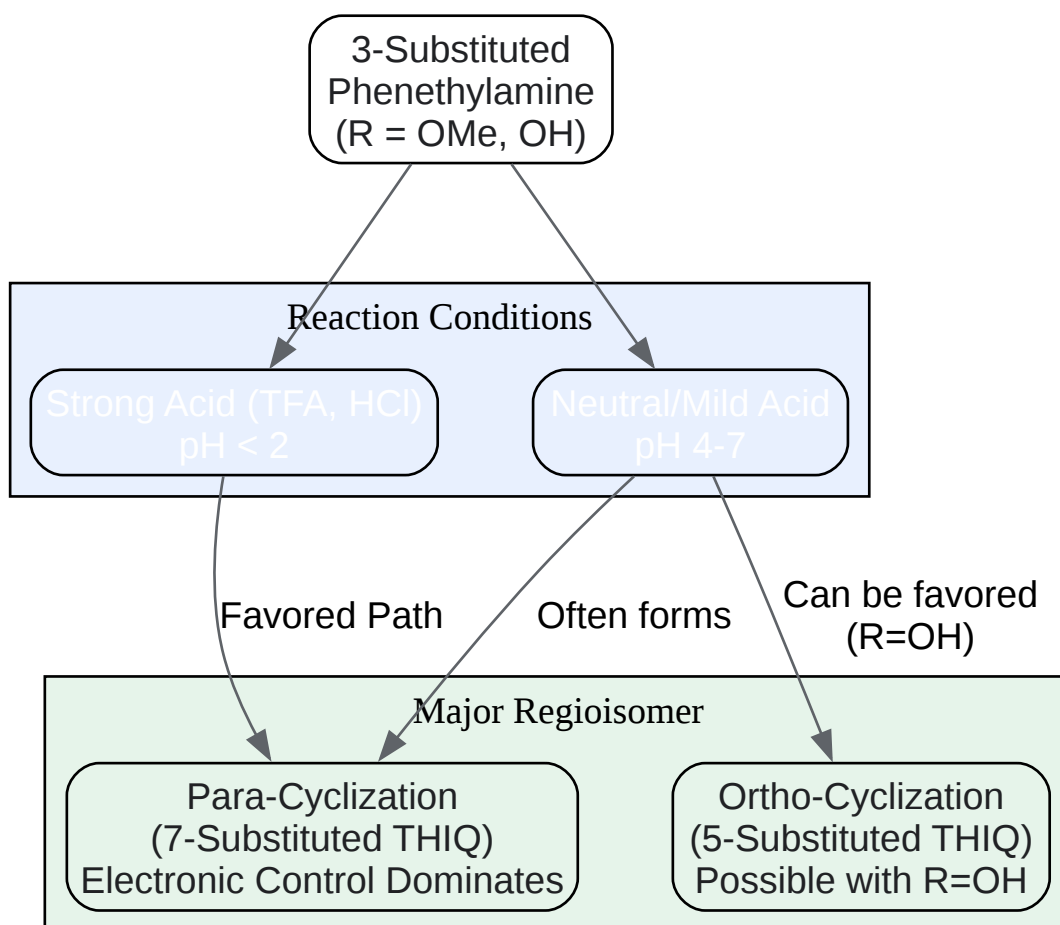 3-Substituted
Phenethylamine
(R = OMe, OH)
Reaction Conditions
Strong Acid (TFA, HCl)
pH < 2
Neutral/Mild Acid
pH 4-7
Favored Path
Often forms
Can be favored
(R=OH)
Major Regioisomer
Para-Cyclization
(7-Substituted THIQ)
Electronic Control Dominates
Ortho-Cyclization
(5-Substituted THIQ)
Possible with R=OH